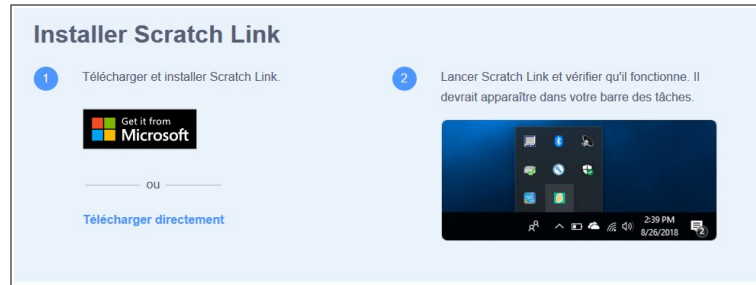 Installer Scratch Link
1
Télécharger et installer Scratch Link.
Get it from
Microsoft
ou
Télécharger directement
2
Lancer Scratch Link et vérifier qu'il fonctionne. Il
devrait apparaître dans votre barre des tâches.
2:39 PM
8/26/2018
2